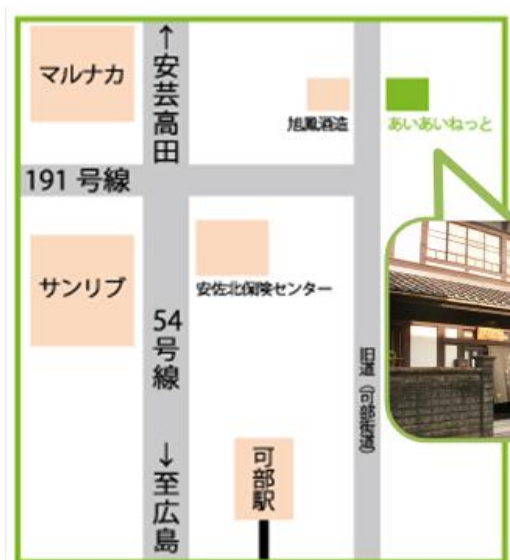 マルナカ
↑安芸高田
旭鳳酒造
あいあいねっと
191 号線
サンリブ
安佐北保険センター
54号線
旧道（可部街道）
可部駅
↓至広島